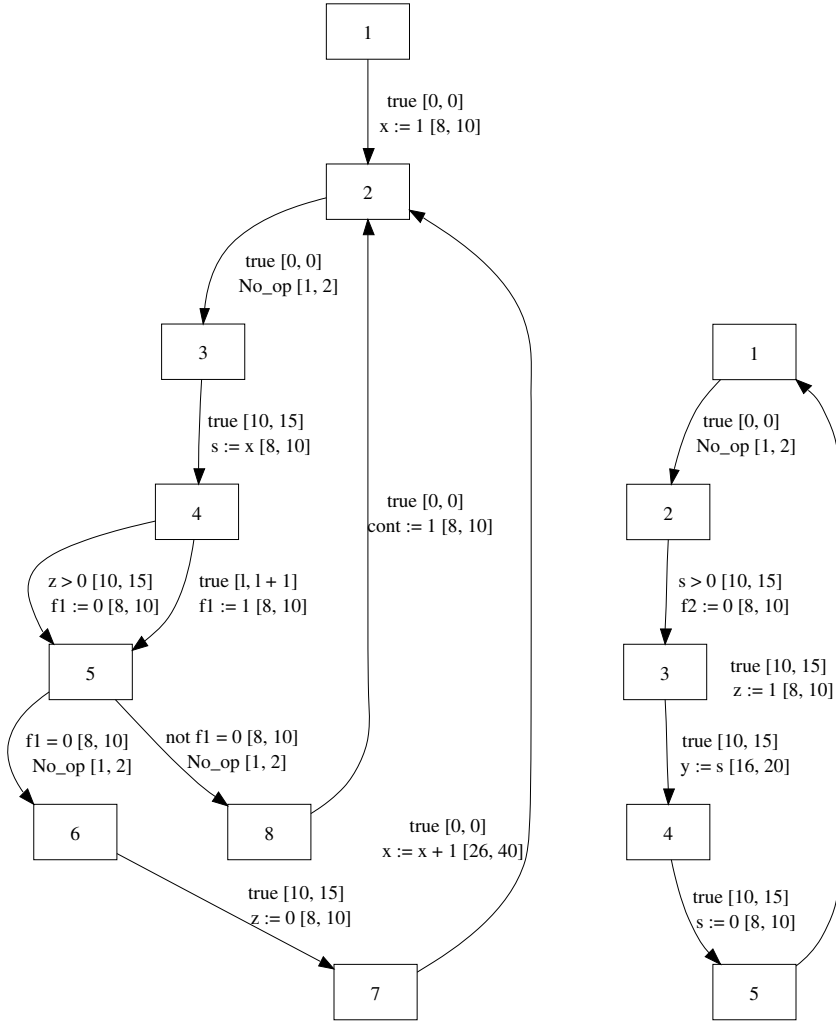 1
true [0, 0]
x := 1 [8, 10]
2
true [0, 0]
No_op [1, 2]
3
true [10, 15]
s := x [8, 10]
4
true [0, 0]
cont := 1 [8, 10]
z > 0 [10, 15]
f1 := 0 [8, 10]
true [l, l + 1]
f1 := 1 [8, 10]
5
f1 = 0 [8, 10]
No_op [1, 2]
not f1 = 0 [8, 10]
No_op [1, 2]
6
8
true [0, 0]
x := x + 1 [26, 40]
true [10, 15]
z := 0 [8, 10]
7
1
true [0, 0]
No_op [1, 2]
2
s > 0 [10, 15]
f2 := 0 [8, 10]
3
true [10, 15]
z := 1 [8, 10]
true [10, 15]
y := s [16, 20]
4
true [10, 15]
s := 0 [8, 10]
5